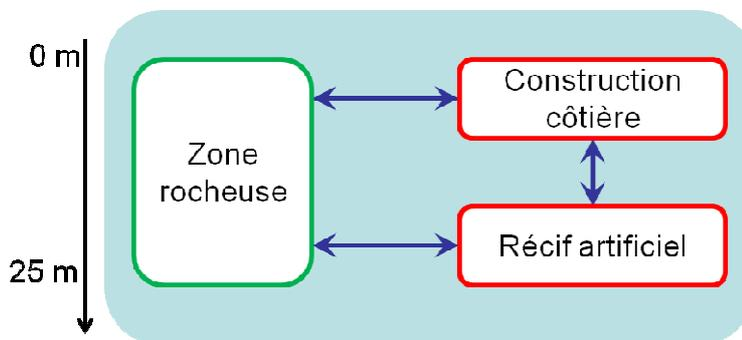 0 m
Construction
côtière
Zone
rocheuse
Récif artificiel
25 m